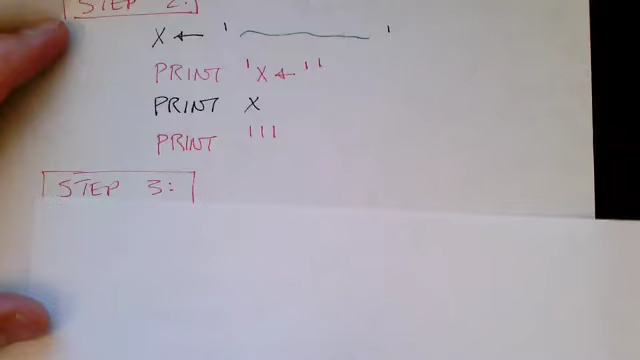 STEP 2:
X ← '                    '
PRINT 'X ← ''
PRINT X
PRINT '''
STEP 3: